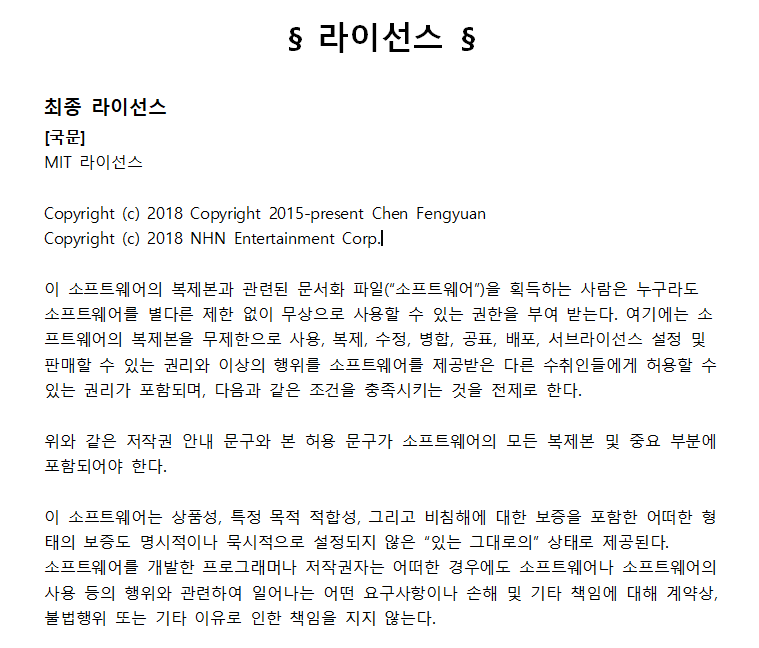 § 라이선스 §
최종 라이선스
[국문]
MIT 라이선스
Copyright (c) 2018 Copyright 2015-present Chen Fengyuan
Copyright (c) 2018 NHN Entertainment Corp.
이 소프트웨어의 복제본과 관련된 문서화 파일(“소프트웨어”)을 획득하는 사람은 누구라도
소프트웨어를 별다른 제한 없이 무상으로 사용할 수 있는 권한을 부여 받는다. 여기에는 소
프트웨어의 복제본을 무제한으로 사용, 복제, 수정, 병합, 공표, 배포, 서브라이선스 설정 및
판매할 수 있는 권리와 이상의 행위를 소프트웨어를 제공받은 다른 수취인들에게 허용할 수
있는 권리가 포함되며, 다음과 같은 조건을 충족시키는 것을 전제로 한다.
위와 같은 저작권 안내 문구와 본 허용 문구가 소프트웨어의 모든 복제본 및 중요 부분에
포함되어야 한다.
이 소프트웨어는 상품성, 특정 목적 적합성, 그리고 비침해에 대한 보증을 포함한 어떠한 형
태의 보증도 명시적이나 묵시적으로 설정되지 않은 “있는 그대로의” 상태로 제공된다.
소프트웨어를 개발한 프로그래머나 저작권자는 어떠한 경우에도 소프트웨어나 소프트웨어의
사용 등의 행위와 관련하여 일어나는 어떤 요구사항이나 손해 및 기타 책임에 대해 계약상,
불법행위 또는 기타 이유로 인한 책임을 지지 않는다.